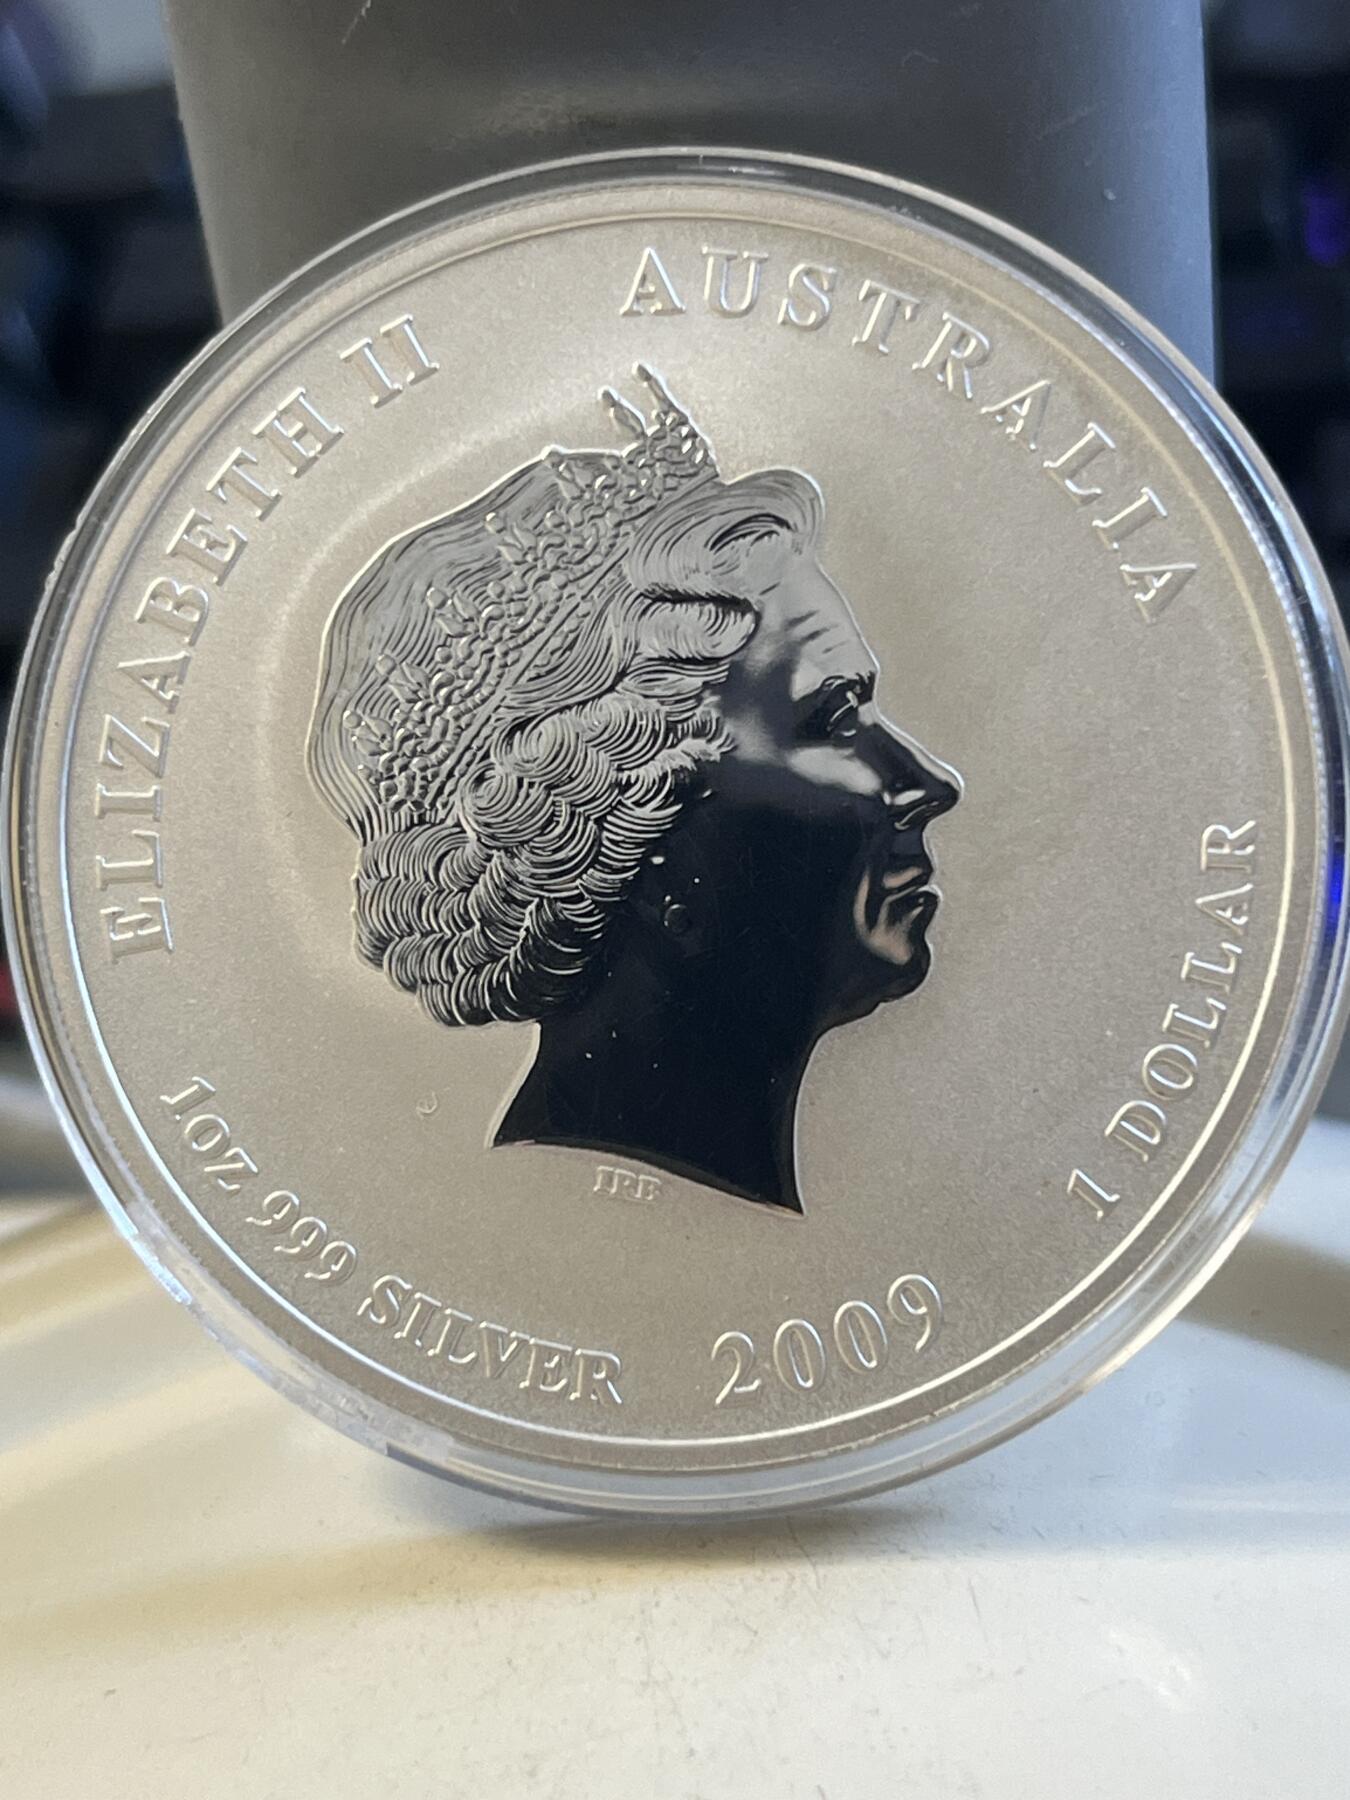 ELIZABETH II
AUSTRALIA
1 DOLLAR
2009
1OZ 999 SILVER
IRB